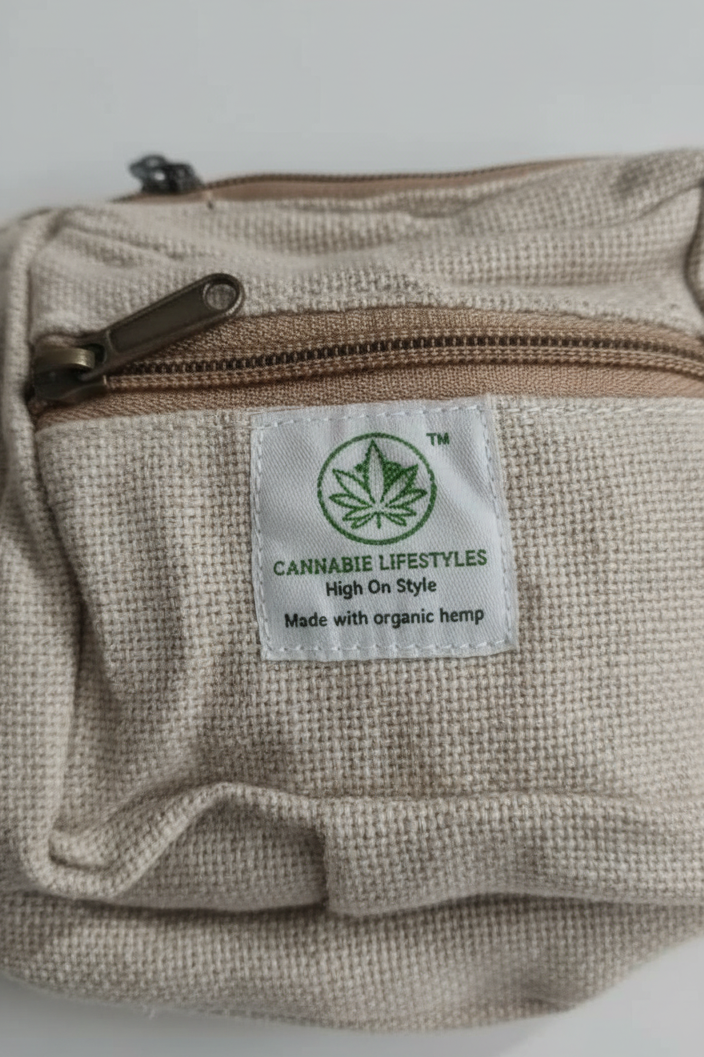 TM
CANNABIE LIFESTYLES
High On Style
Made with organic hemp